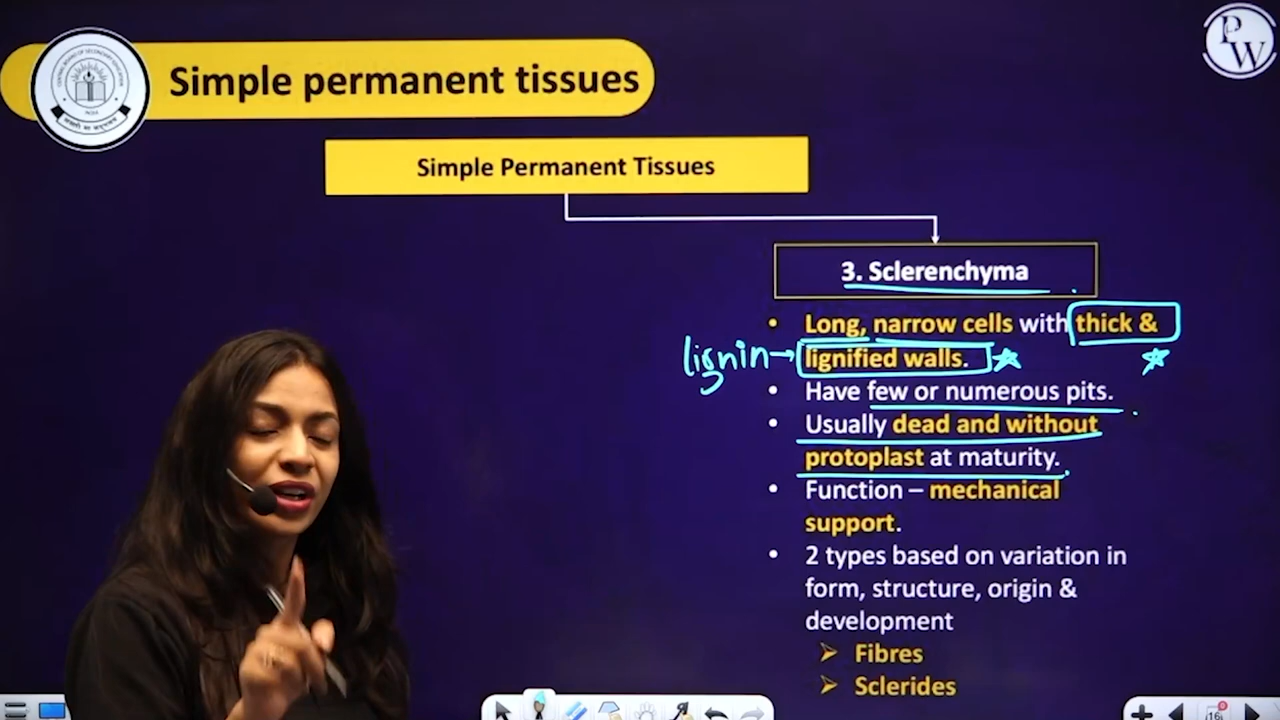 Simple permanent tissues
PW
Simple Permanent Tissues
3. Sclerenchyma
• Long, narrow cells with thick &
lignin → lignified walls.
• Have few or numerous pits.
• Usually dead and without
protoplast at maturity.
• Function – mechanical
support.
• 2 types based on variation in
form, structure, origin &
development
➤ Fibres
➤ Sclerides
16